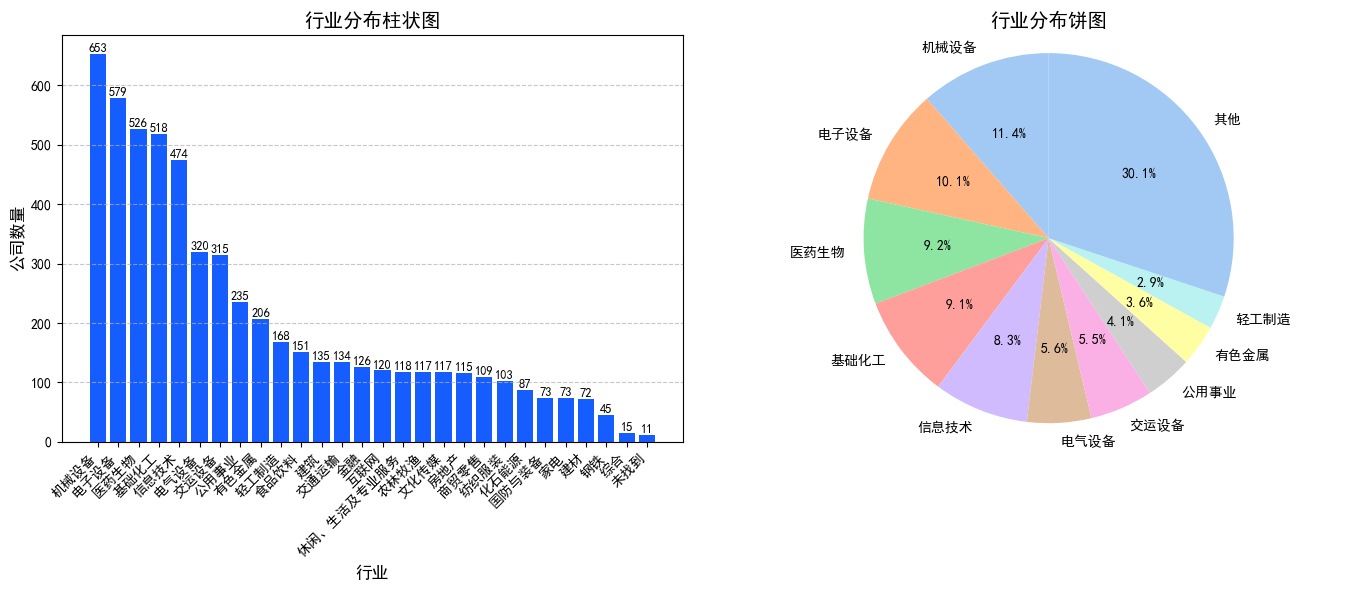 行业分布柱状图
公司数量
600
500
400
300
200
100
0
653
579
526
518
474
320
315
235
206
168
151
135
134
126
120
118
117
117
115
109
103
87
73
73
72
45
15
11
机械设备
电子设备
医药生物
基础化工
信息技术
电气设备
交运设备
公用事业
有色金属
轻工制造
食品饮料
建筑
交通运输
金融
互联网
休闲、生活及专业服务
农林牧渔
文化传媒
房地产
商贸零售
纺织服装
化石能源
国防与装备
家电
建材
钢铁
综合
未找到
行业
行业分布饼图
机械设备
11.4%
电子设备
10.1%
医药生物
9.2%
基础化工
9.1%
信息技术
8.3%
电气设备
5.6%
交运设备
5.5%
公用事业
4.1%
有色金属
3.6%
轻工制造
2.9%
其他
30.1%